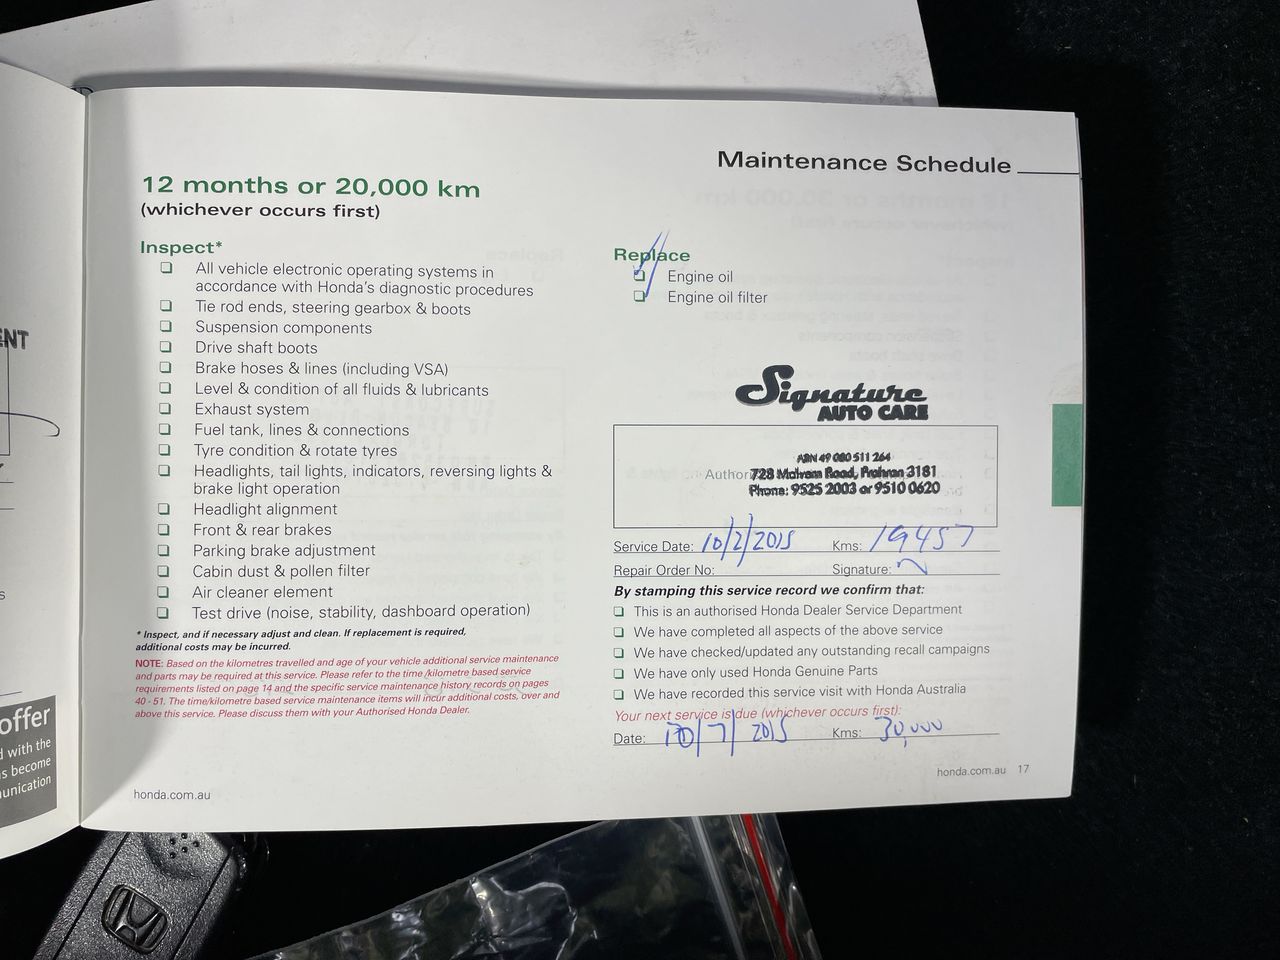 Maintenance Schedule
12 months or 20,000 km
(whichever occurs first)
Inspect*
All vehicle electronic operating systems in
accordance with Honda's diagnostic procedures
Tie rod ends, steering gearbox & boots
Suspension components
Drive shaft boots
Brake hoses & lines (including VSA)
Level & condition of all fluids & lubricants
Exhaust system
Fuel tank, lines & connections
Tyre condition & rotate tyres
Headlights, tail lights, indicators, reversing lights &
brake light operation
Headlight alignment
Front & rear brakes
Parking brake adjustment
Cabin dust & pollen filter
Air cleaner element
Test drive (noise, stability, dashboard operation)
* Inspect, and if necessary adjust and clean. If replacement is required,
additional costs may be incurred.
NOTE: Based on the kilometres travelled and age of your vehicle additional service maintenance
and parts may be required at this service. Please refer to the time /kilometre based service
requirements listed on page 14 and the specific service maintenance history records on pages
40 - 51. The time/kilometre based service maintenance items will incur additional costs, over and
above this service. Please discuss them with your Authorised Honda Dealer.
honda.com.au
Replace
Engine oil
Engine oil filter
Signature
AUTO CARE
ABN 49 080 511 264
728 Malvern Road, Prahran 3181
Phone: 9525 2003 or 9510 0620
Service Date: 10/2/2015 Kms: 19457
Repair Order No: Signature:
By stamping this service record we confirm that:
This is an authorised Honda Dealer Service Department
We have completed all aspects of the above service
We have checked/updated any outstanding recall campaigns
We have only used Honda Genuine Parts
We have recorded this service visit with Honda Australia
Your next service is due (whichever occurs first):
Date: 10/7/2015 Kms: 30,000
honda.com.au 17
offer
with the
become